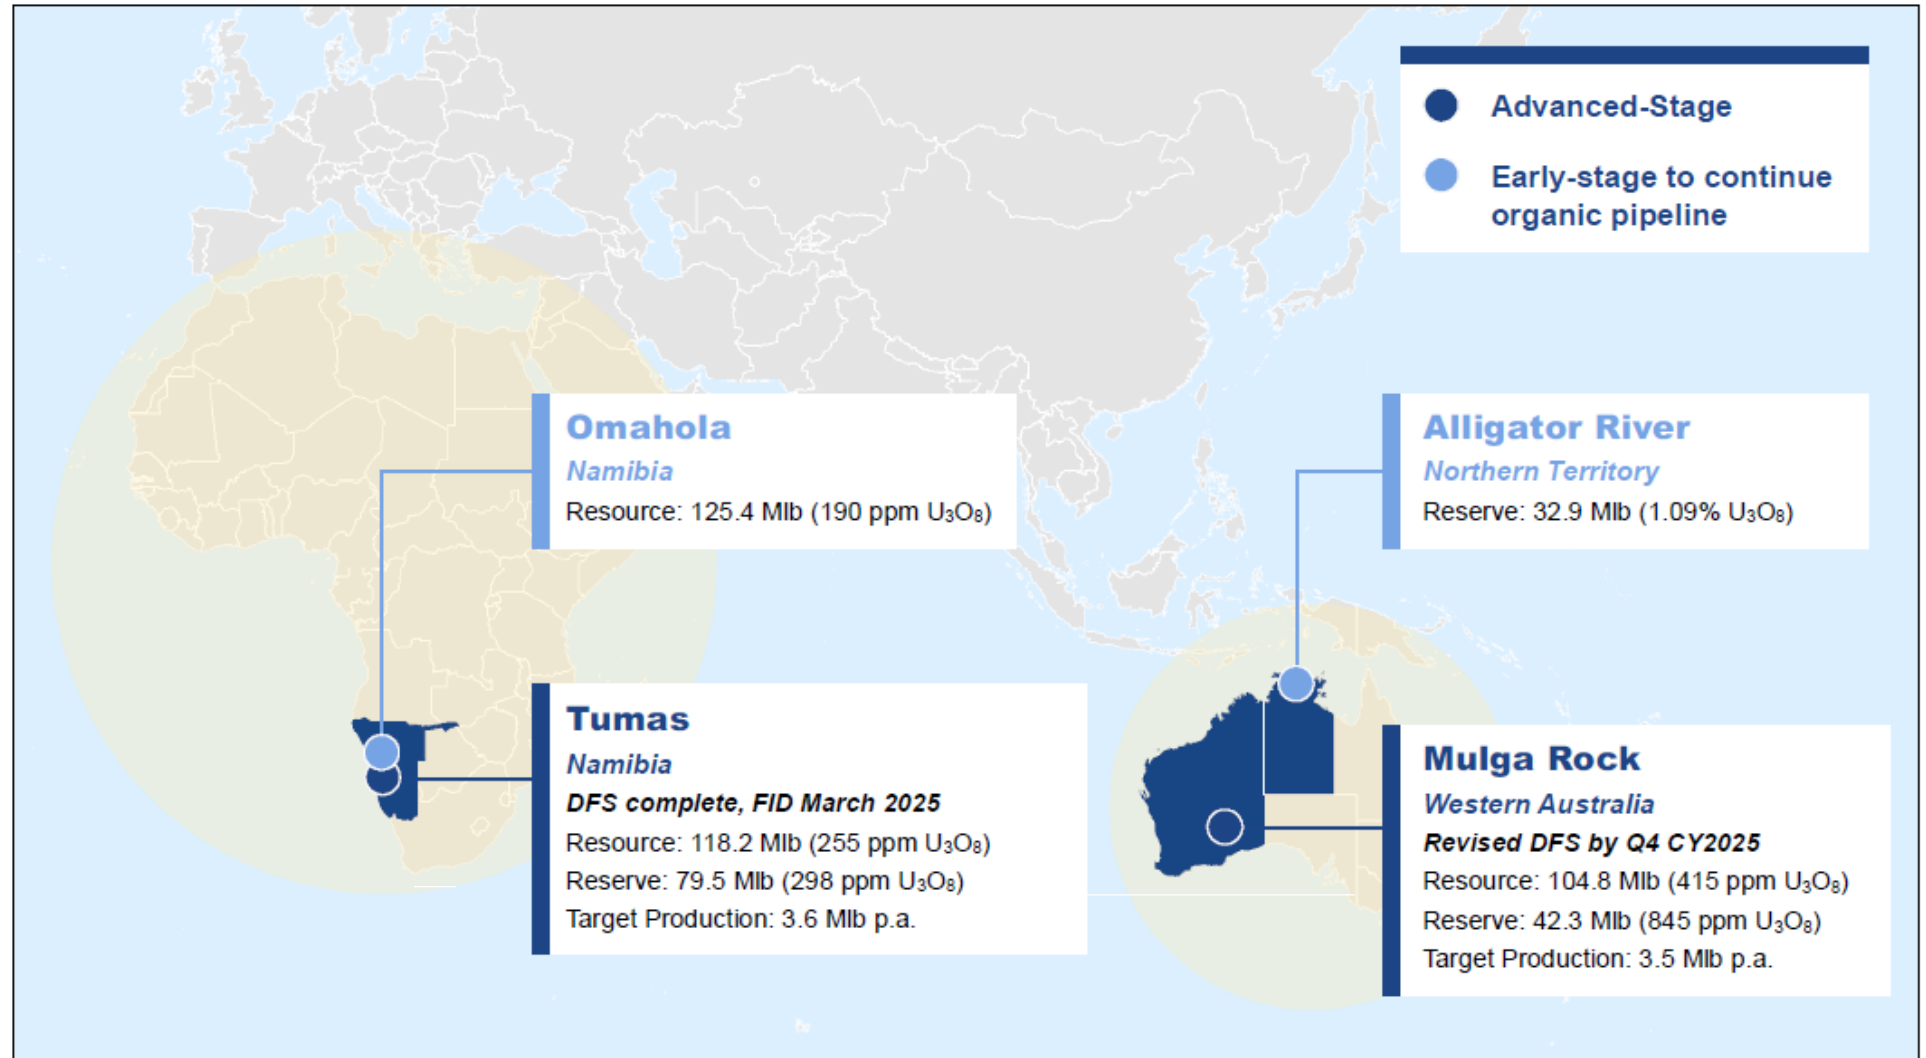 Advanced-Stage
Early-stage to continue
organic pipeline
Omahola
Namibia
Resource: 125.4 Mlb (190 ppm U₃O₈)
Alligator River
Northern Territory
Reserve: 32.9 Mlb (1.09% U₃O₈)
Tumas
Namibia
DFS complete, FID March 2025
Resource: 118.2 Mlb (255 ppm U₃O₈)
Reserve: 79.5 Mlb (298 ppm U₃O₈)
Target Production: 3.6 Mlb p.a.
Mulga Rock
Western Australia
Revised DFS by Q4 CY2025
Resource: 104.8 Mlb (415 ppm U₃O₈)
Reserve: 42.3 Mlb (845 ppm U₃O₈)
Target Production: 3.5 Mlb p.a.